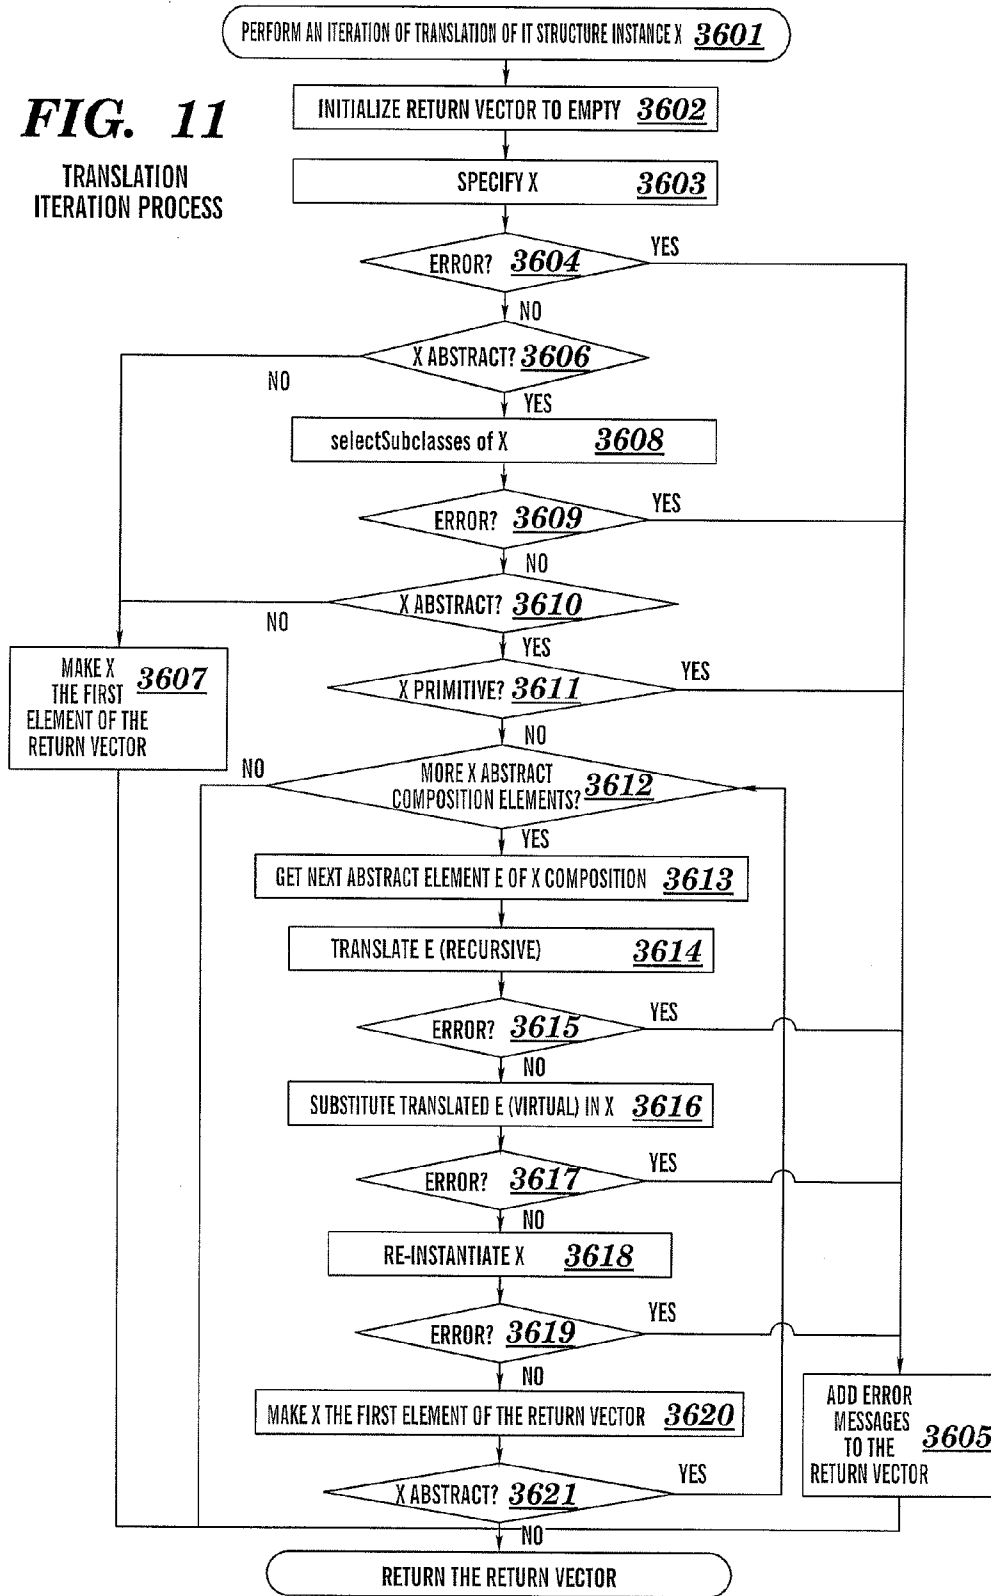 PERFORM AN ITERATION OF TRANSLATION OF IT STRUCTURE INSTANCE X 3601
FIG. 11
TRANSLATION
ITERATION PROCESS
INITIALIZE RETURN VECTOR TO EMPTY 3602
SPECIFY X 3603
ERROR? 3604
YES
NO
X ABSTRACT? 3606
NO
YES
selectSubclasses of X 3608
ERROR? 3609
YES
NO
X ABSTRACT? 3610
NO
YES
MAKE X 3607
THE FIRST
ELEMENT OF THE
RETURN VECTOR
X PRIMITIVE? 3611
YES
NO
MORE X ABSTRACT
COMPOSITION ELEMENTS? 3612
NO
YES
GET NEXT ABSTRACT ELEMENT E OF X COMPOSITION 3613
TRANSLATE E (RECURSIVE) 3614
ERROR? 3615
YES
NO
SUBSTITUTE TRANSLATED E (VIRTUAL) IN X 3616
ERROR? 3617
YES
NO
RE-INSTANTIATE X 3618
ERROR? 3619
YES
NO
MAKE X THE FIRST ELEMENT OF THE RETURN VECTOR 3620
ADD ERROR
MESSAGES
TO THE 3605
RETURN VECTOR
X ABSTRACT? 3621
YES
NO
RETURN THE RETURN VECTOR